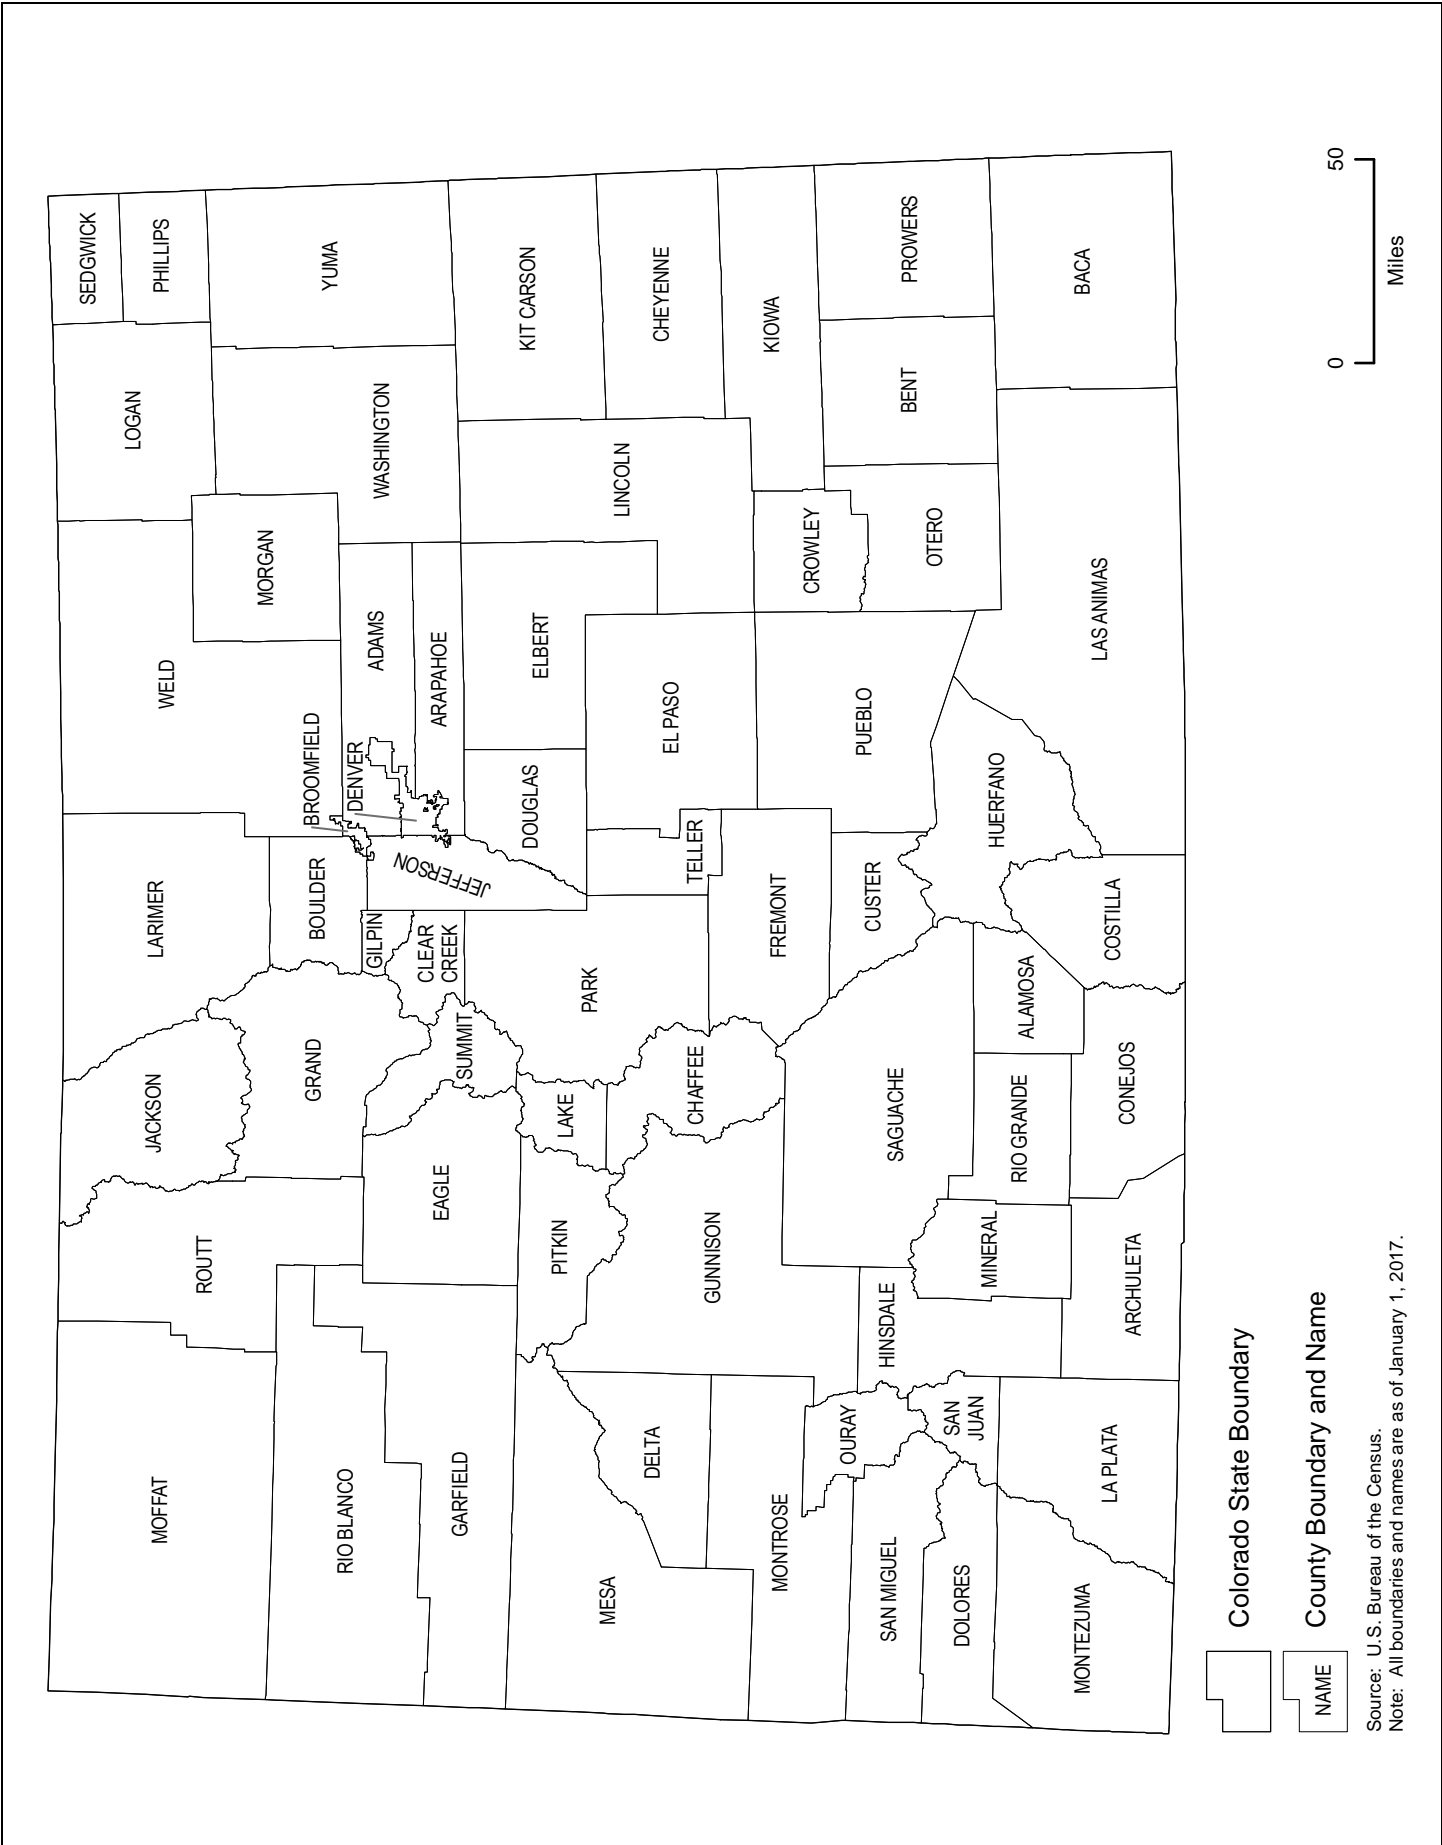 MOFFAT
ROUTT
JACKSON
LARIMER
WELD
LOGAN
SEDGWICK
PHILLIPS
MORGAN
RIO BLANCO
GRAND
BOULDER
BROOMFIELD
YUMA
WASHINGTON
GARFIELD
EAGLE
SUMMIT
GILPIN
CLEAR
CREEK
JEFFERSON
DENVER
ADAMS
ARAPAHOE
MESA
PITKIN
LAKE
PARK
DOUGLAS
ELBERT
LINCOLN
KIT CARSON
DELTA
GUNNISON
CHAFFEE
TELLER
EL PASO
CHEYENNE
MONTROSE
FREMONT
PUEBLO
CROWLEY
KIOWA
OURAY
SAN MIGUEL
HINSDALE
SAGUACHE
CUSTER
OTERO
BENT
PROWERS
DOLORES
SAN
JUAN
MINERAL
RIO GRANDE
ALAMOSA
HUERFANO
MONTEZUMA
LA PLATA
ARCHULETA
CONEJOS
COSTILLA
LAS ANIMAS
BACA
Colorado State Boundary
NAME
County Boundary and Name
0
50
Miles
Source: U.S. Bureau of the Census.
Note: All boundaries and names are as of January 1, 2017.